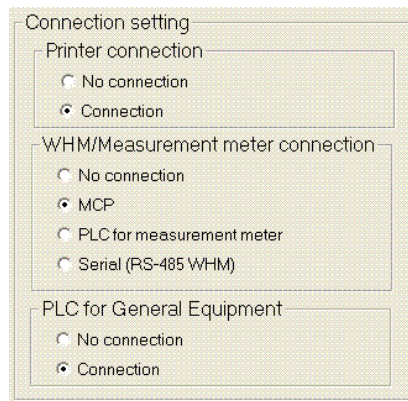 Connection setting
Printer connection
No connection
Connection
WHM/Measurement meter connection
No connection
MCP
PLC for measurement meter
Serial (RS-485 WHM)
PLC for General Equipment
No connection
Connection